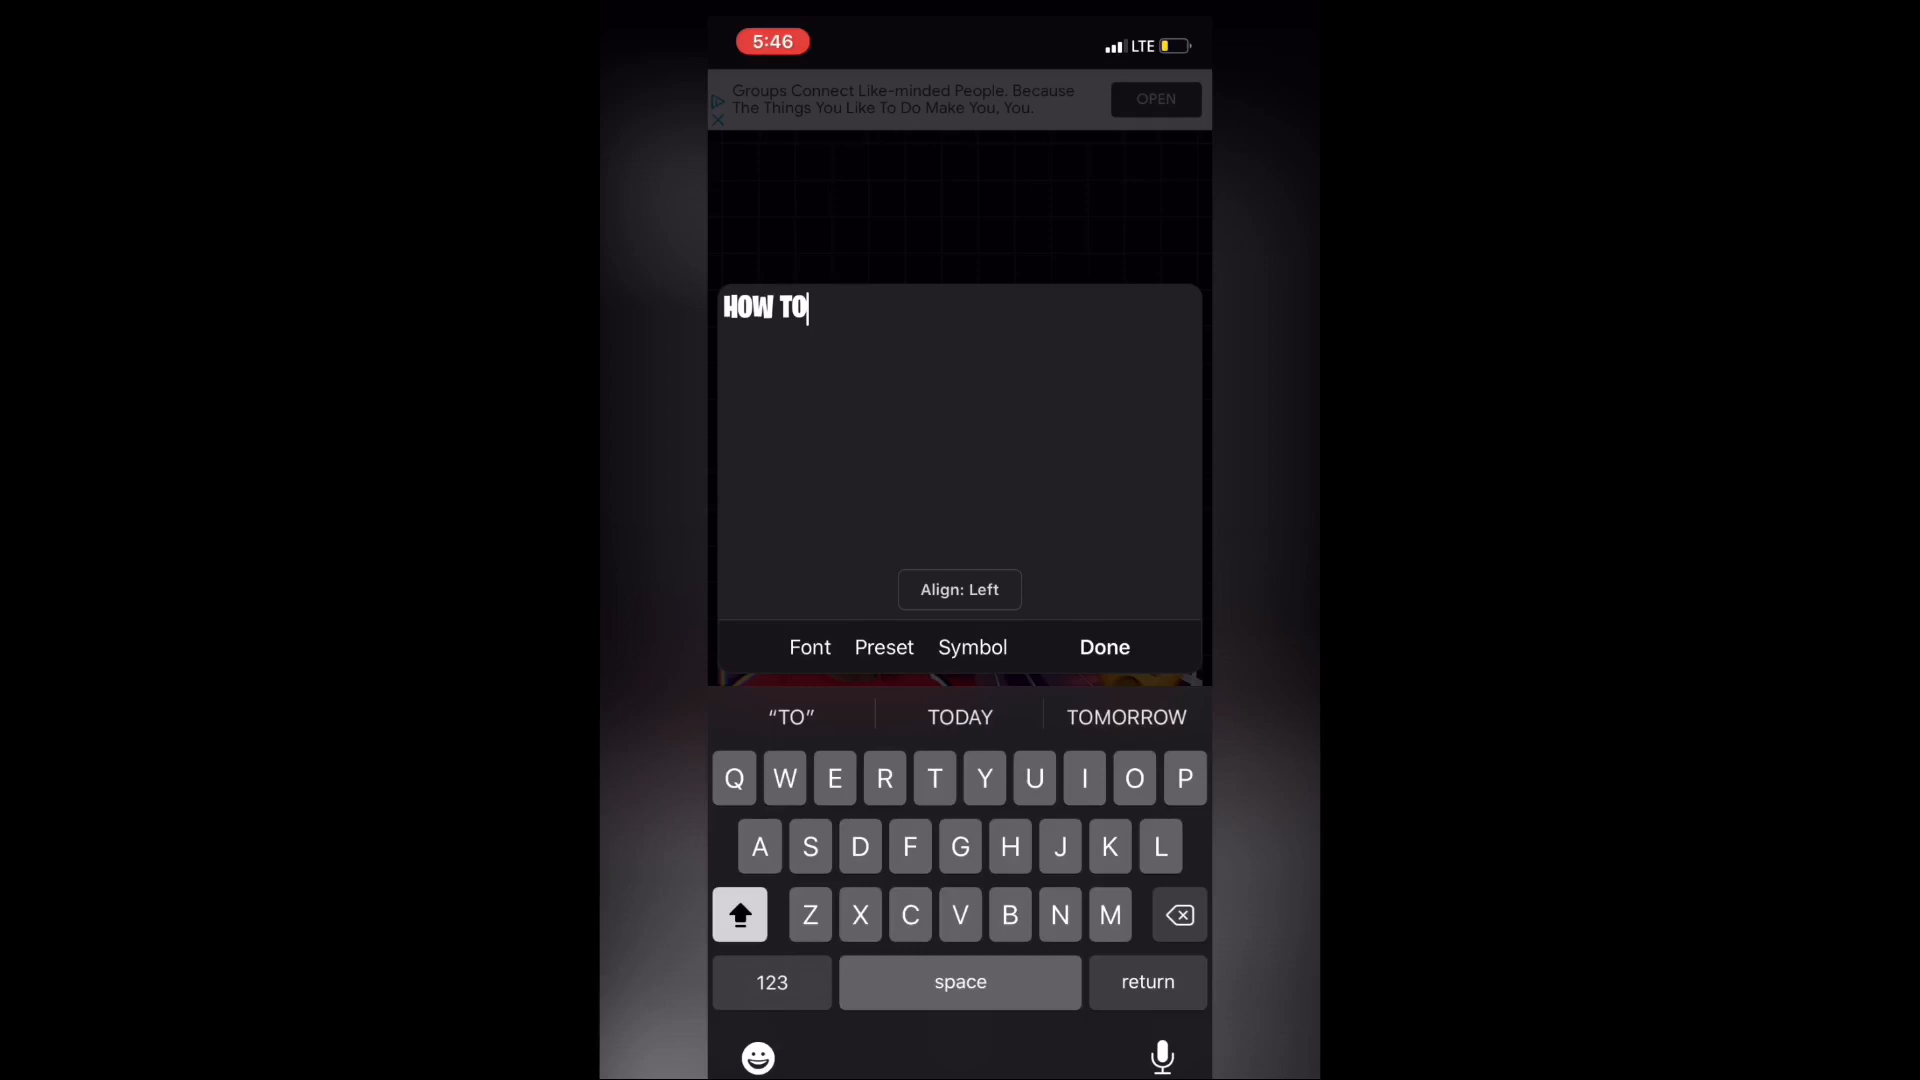 5:46
LTE
Groups Connect Like-minded People. Because
The Things You Like To Do Make You, You.
OPEN
HOW TO
Align: Left
Font Preset Symbol Done
“TO” TODAY TOMORROW
Q W E R T Y U I O P
A S D F G H J K L
Z X C V B N M
123 space return